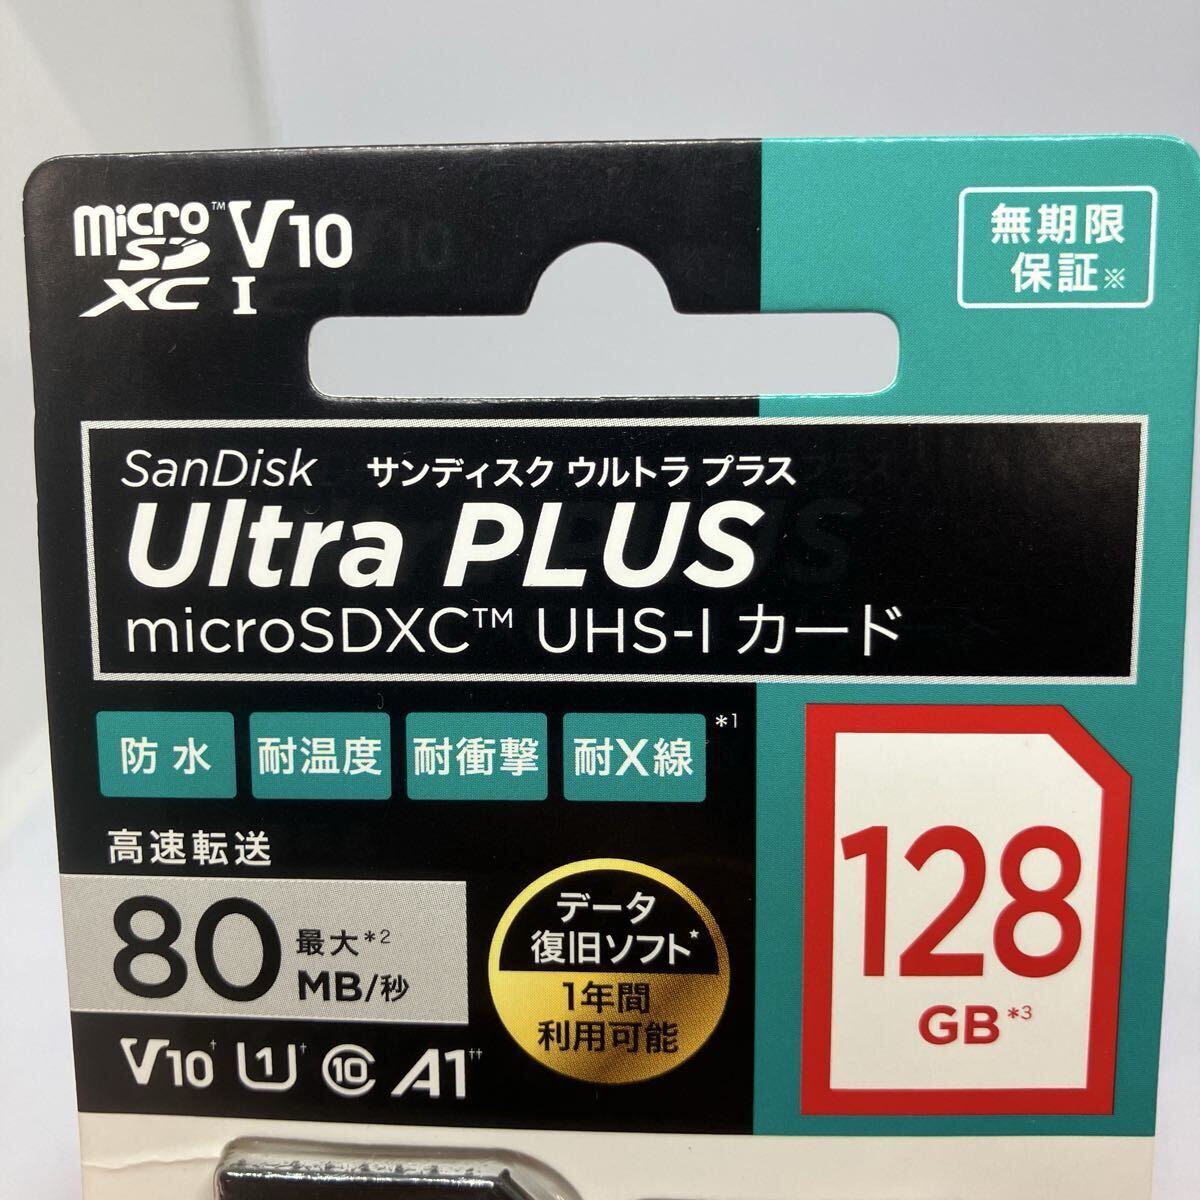 micro SD XC™ V10
I
無期限
保証※
SanDisk サンディスク ウルトラ プラス
Ultra PLUS
microSDXC™ UHS-I カード
防水 耐温度 耐衝撃 耐X線 *1
高速転送
80 最大*2
MB/秒
V10† U1† C10 A1††
データ
復旧ソフト★
1年間
利用可能
128
GB*3